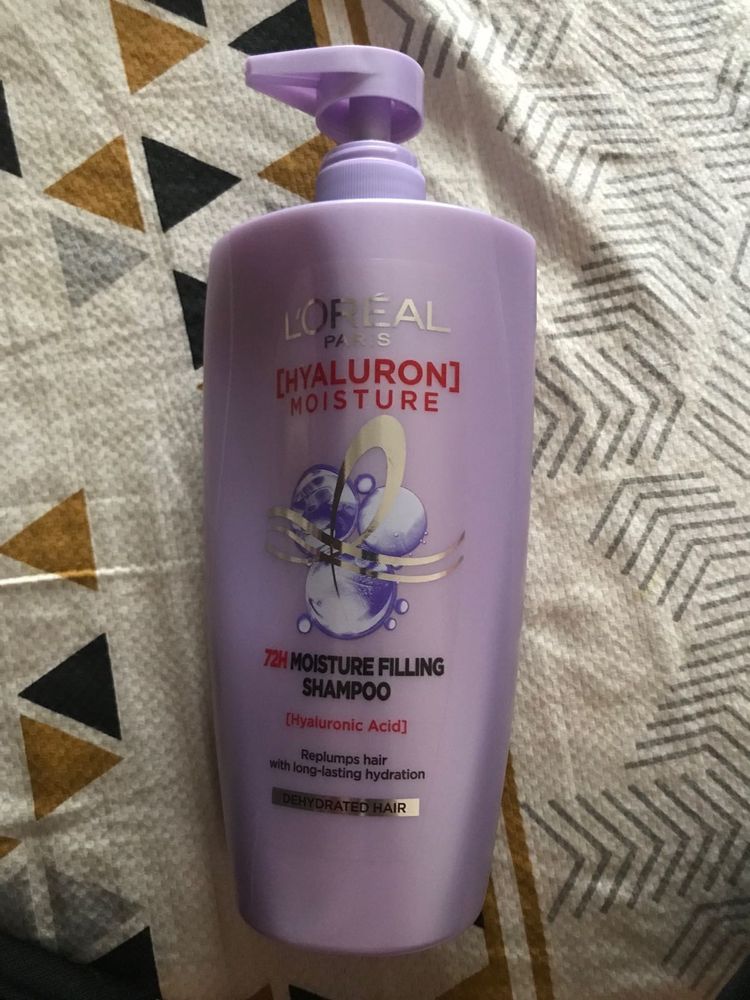 L'ORÉAL
PARIS
[HYALURON]
MOISTURE
72H MOISTURE FILLING
SHAMPOO
[Hyaluronic Acid]
Replumps hair
with long-lasting hydration
DEHYDRATED HAIR